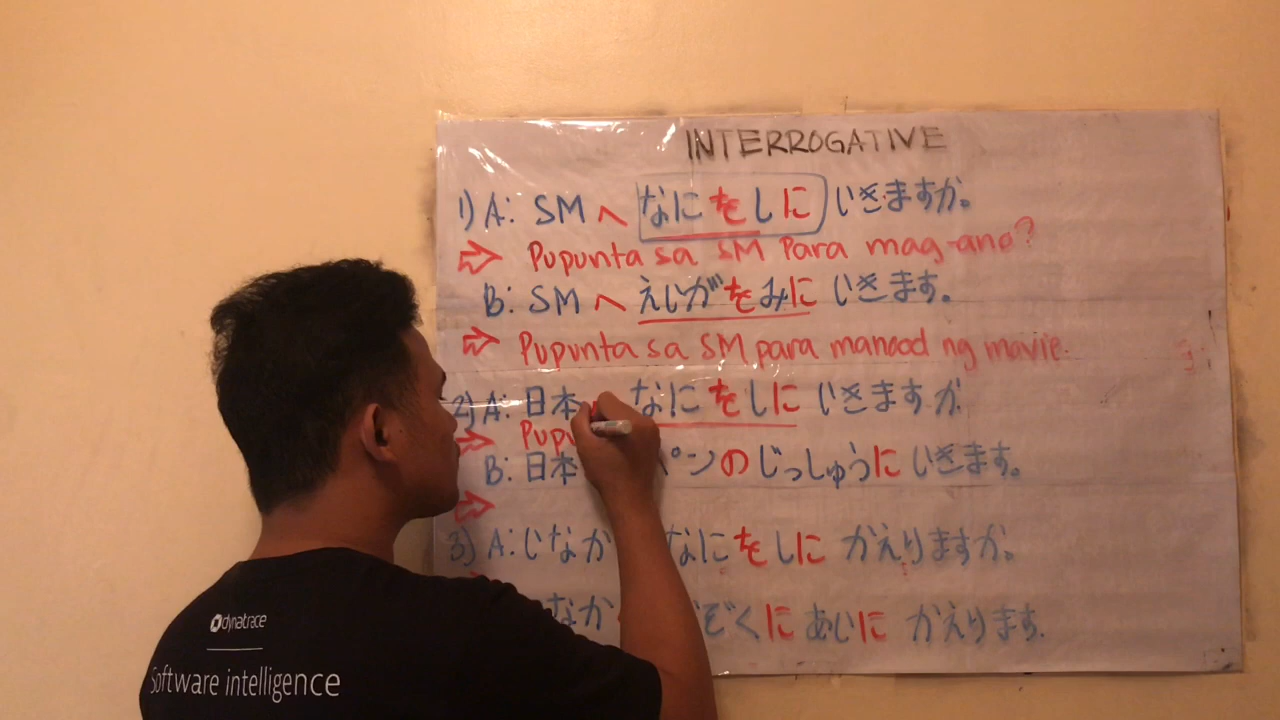 INTERROGATIVE
1) A: SM へ なに を しに いきますか。
⇨ Pupunta sa SM Para mag-ano?
B: SM へ えいが を みに いきます。
⇨ Pupunta sa SM para manood ng movie.
2) A: 日本 なに を しに いきます か
⇨ Pupu
B: 日本 ペン の じっしゅう に いきます。
⇨
3) A: いなか なに を しに かえりますか。
なか ぞく に あいに かえります.
dynatrace
Software intelligence